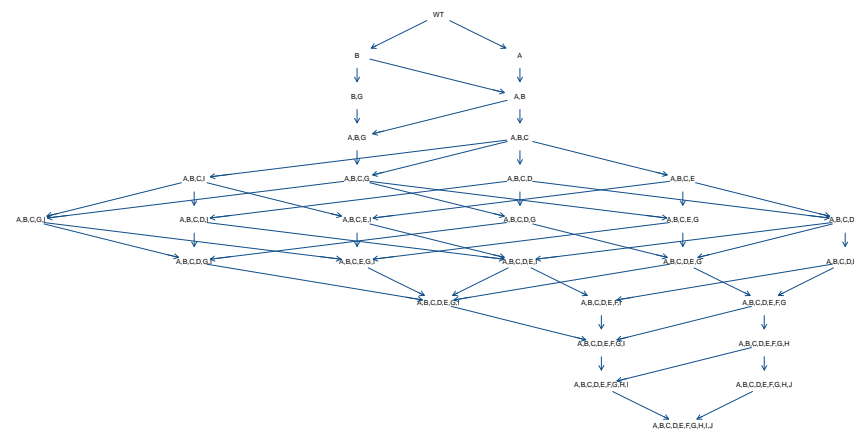 WT
B
A
B,G
A,B
A,B,G
A,B,C
A,B,C,I
A,B,C,G
A,B,C,D
A,B,C,E
A,B,C,G,I
A,B,C,D,I
A,B,C,E,I
A,B,C,D,G
A,B,C,E,G
A,B,C,D
A,B,C,D,G,I
A,B,C,E,G,I
A,B,C,D,E,I
A,B,C,D,E,G
A,B,C,D,E,G,I
A,B,C,D,E,F,I
A,B,C,D,E,F,G
A,B,C,D,E,F,G,I
A,B,C,D,E,F,G,H
A,B,C,D,E,F,G,H,I
A,B,C,D,E,F,G,H,J
A,B,C,D,E,F,G,H,I,J